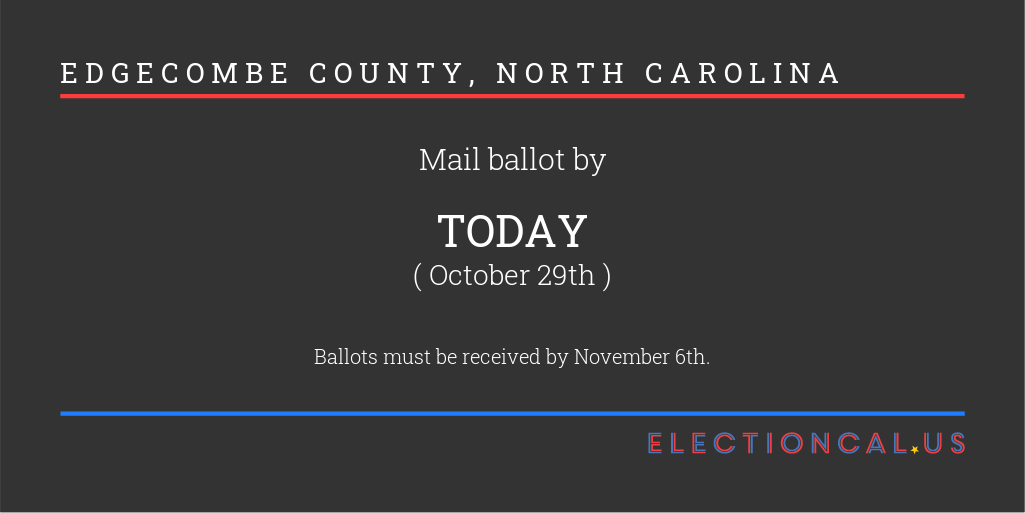 EDGECOMBE COUNTY, NORTH CAROLINA
Mail ballot by
TODAY
( October 29th )
Ballots must be received by November 6th.
ELECTIONCAL.US